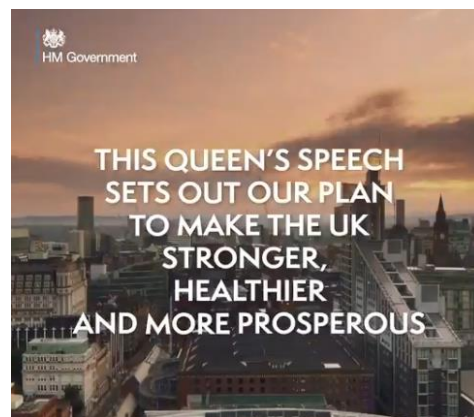 HM Government
THIS QUEEN'S SPEECH
SETS OUT OUR PLAN
TO MAKE THE UK
STRONGER,
HEALTHIER
AND MORE PROSPEROUS